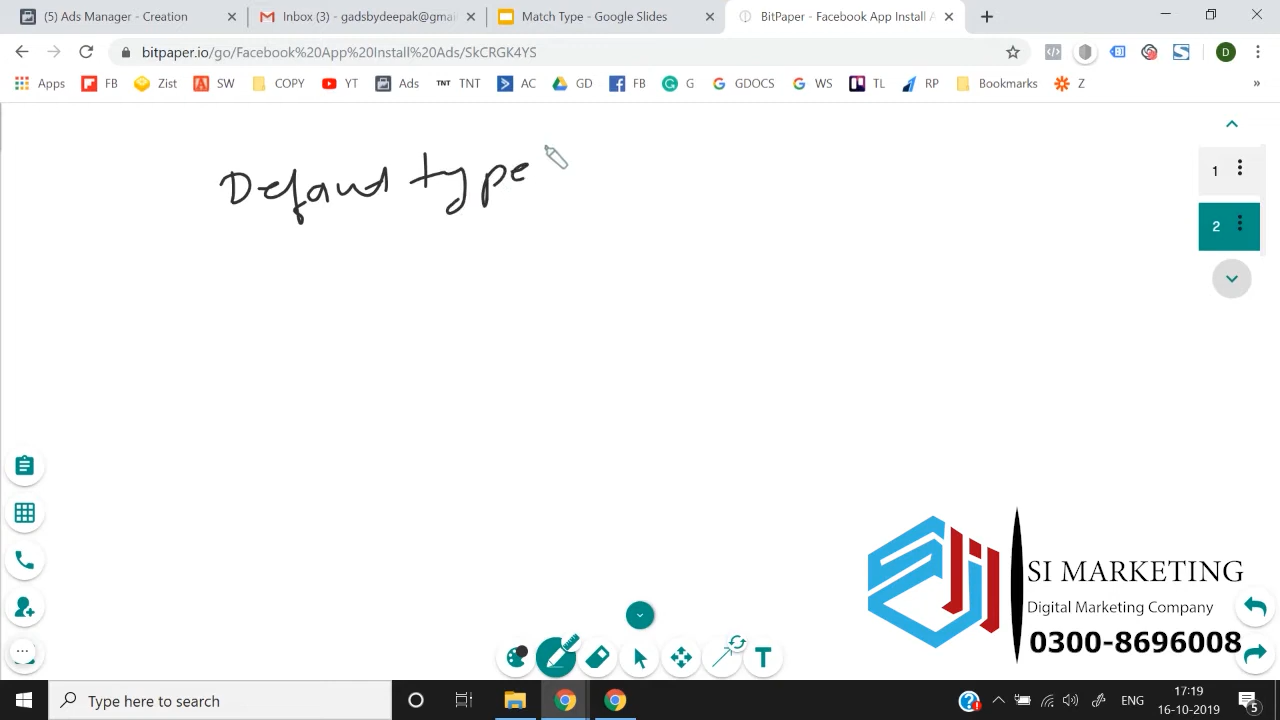 (5) Ads Manager - Creation
Inbox (3) - gadsbydeepak@gmai
Match Type - Google Slides
BitPaper - Facebook App Install A
bitpaper.io/go/Facebook%20App%20Install%20Ads/SkCRGK4YS
D
Apps FB Zist SW COPY YT Ads TNT TNT AC GD FB G GDOCS WS TL RP Bookmarks Z »
Defaud type
1
2
SI MARKETING
Digital Marketing Company
0300-8696008
T
Type here to search
ENG
17:19
16-10-2019
5